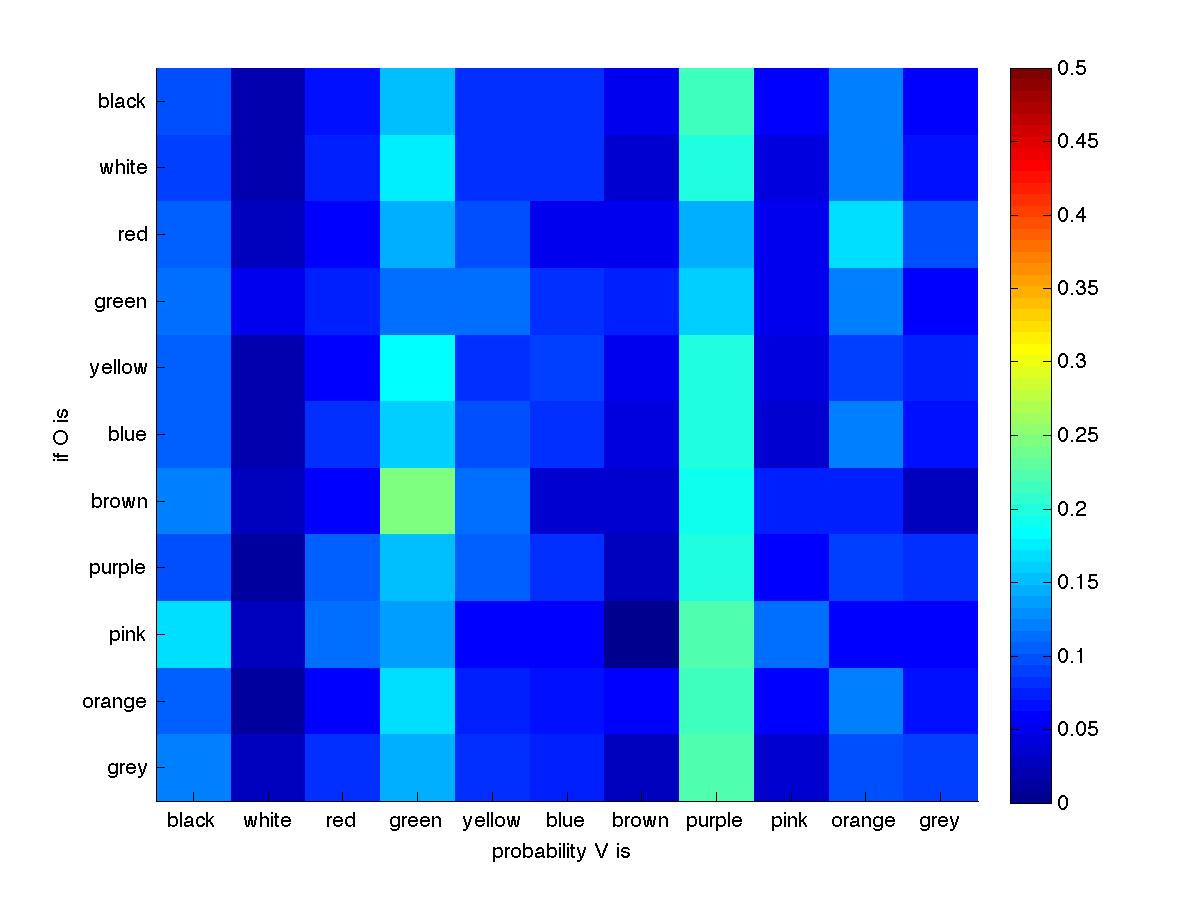 if O is
black
white
red
green
yellow
blue
brown
purple
pink
orange
grey
black white red green yellow blue brown purple pink orange grey
probability V is
0.5
0.45
0.4
0.35
0.3
0.25
0.2
0.15
0.1
0.05
0